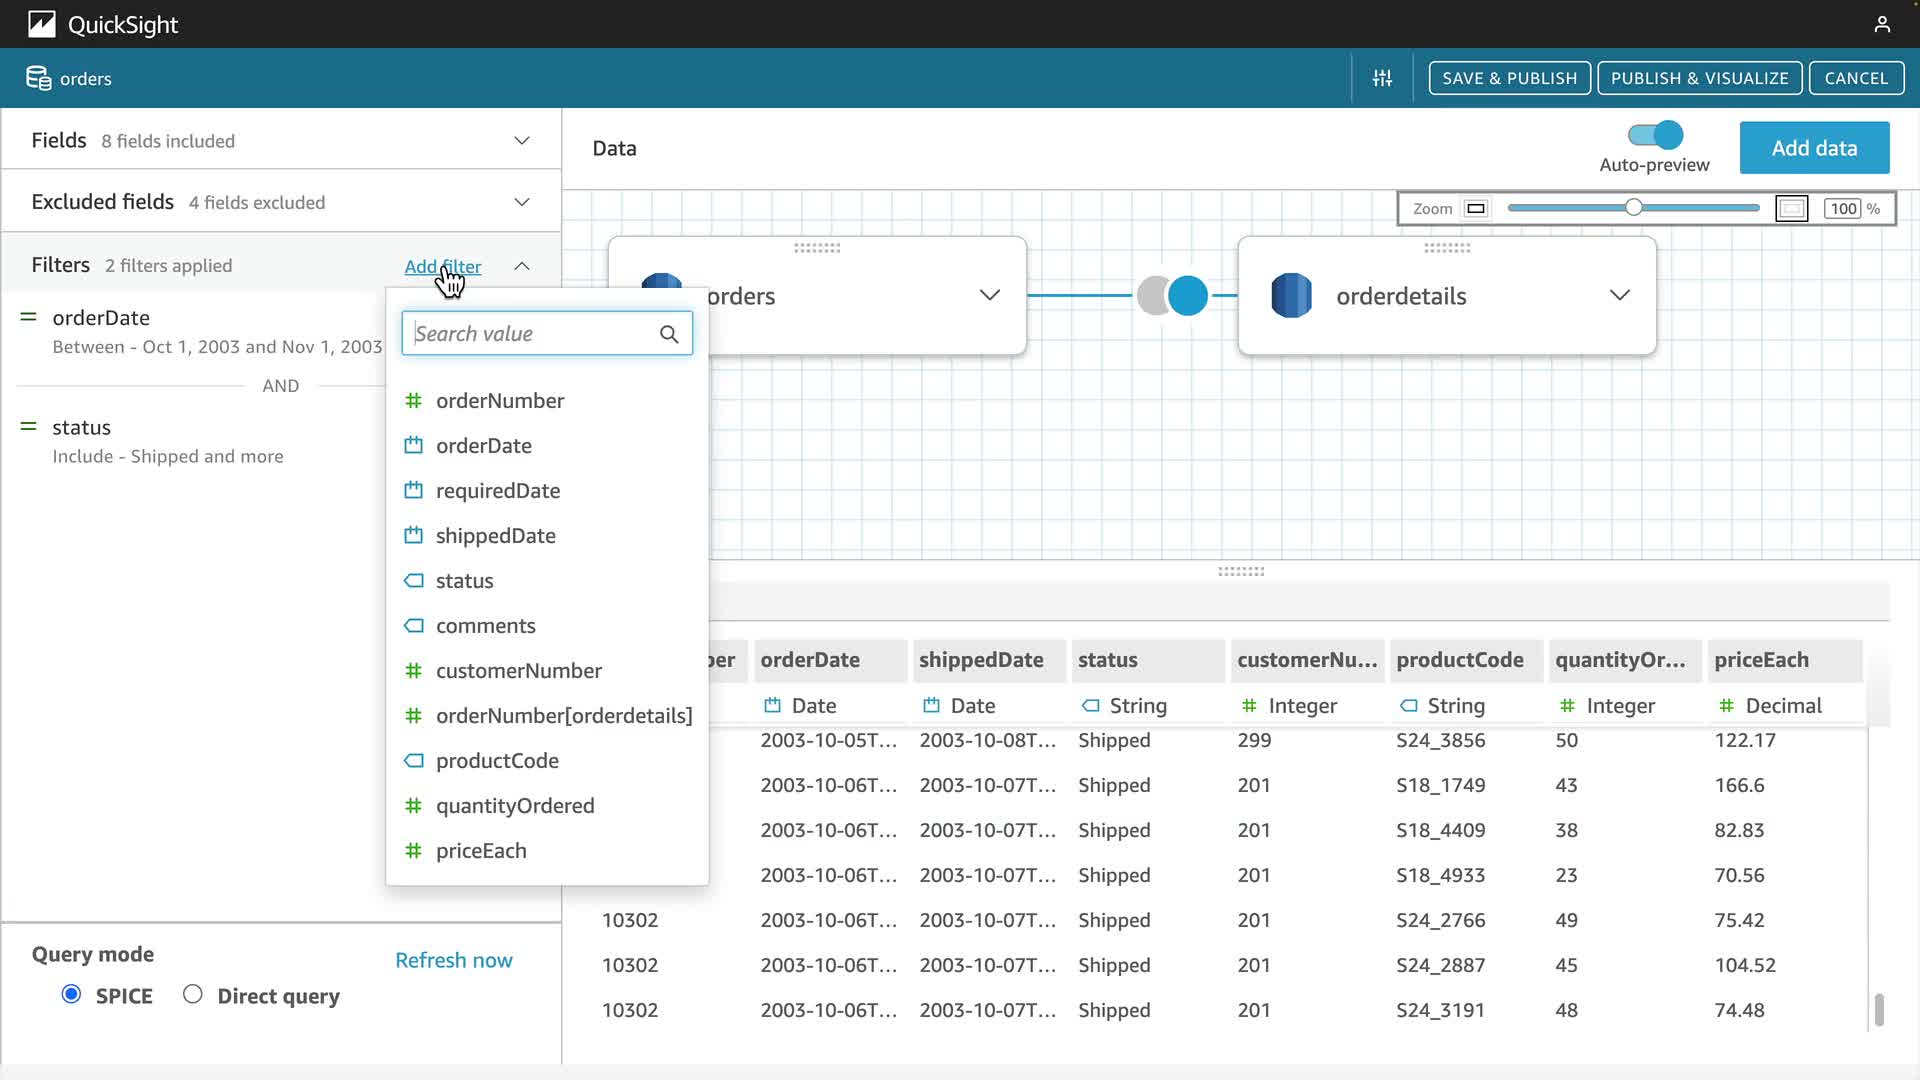 QuickSight
orders
SAVE & PUBLISH
PUBLISH & VISUALIZE
CANCEL
Fields 8 fields included
Excluded fields 4 fields excluded
Filters 2 filters applied
Add filter
orderDate
Between - Oct 1, 2003 and Nov 1, 2003
AND
status
Include - Shipped and more
Search value
# orderNumber
orderDate
requiredDate
shippedDate
status
comments
# customerNumber
# orderNumber[orderdetails]
productCode
# quantityOrdered
# priceEach
Query mode
Refresh now
SPICE
Direct query
Data
Auto-preview
Add data
Zoom
100 %
orders
orderdetails
ber orderDate shippedDate status customerNu... productCode quantityOr... priceEach
Date Date String # Integer String # Integer # Decimal
2003-10-05T... 2003-10-08T... Shipped 299 S24_3856 50 122.17
2003-10-06T... 2003-10-07T... Shipped 201 S18_1749 43 166.6
2003-10-06T... 2003-10-07T... Shipped 201 S18_4409 38 82.83
2003-10-06T... 2003-10-07T... Shipped 201 S18_4933 23 70.56
10302 2003-10-06T... 2003-10-07T... Shipped 201 S24_2766 49 75.42
10302 2003-10-06T... 2003-10-07T... Shipped 201 S24_2887 45 104.52
10302 2003-10-06T... 2003-10-07T... Shipped 201 S24_3191 48 74.48